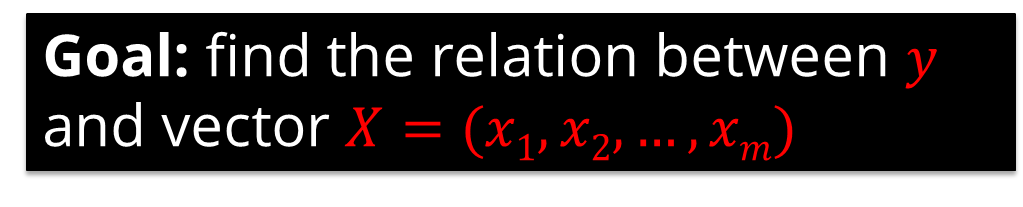 Goal: find the relation between y
and vector X = (x₁, x₂, … , xₘ)